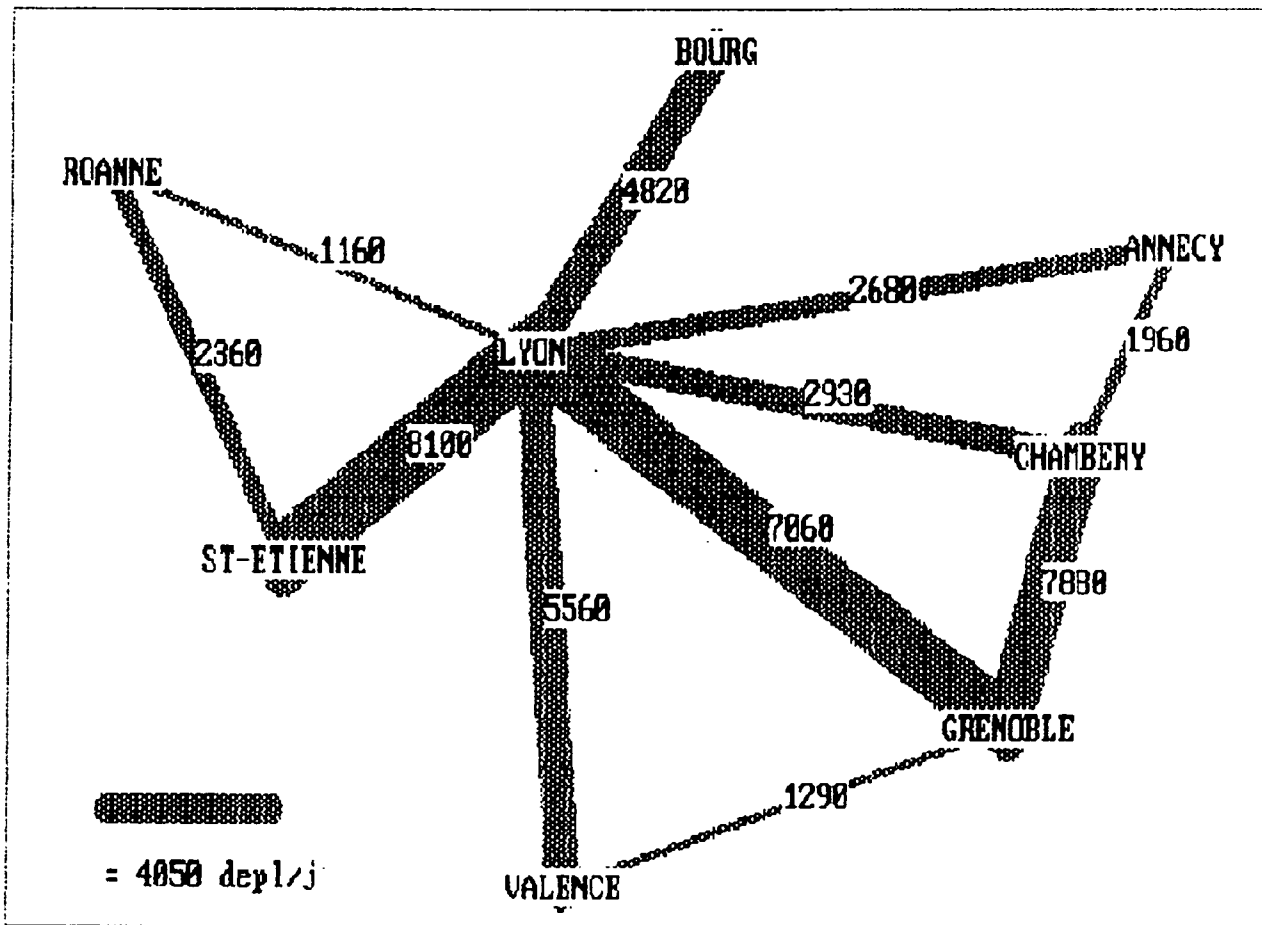 BOURG
ROANNE
4820
1160
ANNECY
2680
1960
2360
LYON
2930
8100
CHAMBERY
7060
ST-ETIENNE
7830
5560
GRENOBLE
1290
= 4050 depl/j
VALENCE